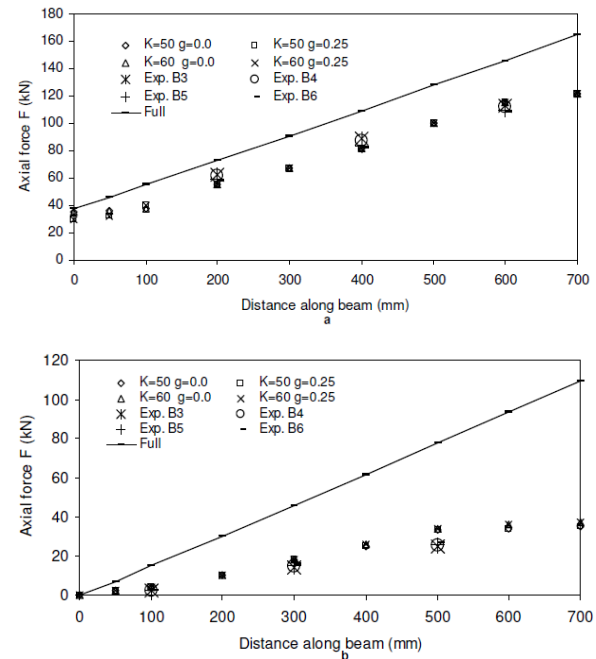 180
160
140
120
100
80
60
40
20
0
Axial force F (kN)
K=50 g=0.0
K=50 g=0.25
K=60 g=0.0
K=60 g=0.25
Exp. B3
Exp. B4
Exp. B5
Exp. B6
Full
0 100 200 300 400 500 600 700
Distance along beam (mm)
a
120
100
80
60
40
20
0
Axial force F (kN)
K=50 g=0.0
K=50 g=0.25
K=60 g=0.0
K=60 g=0.25
Exp. B3
Exp. B4
Exp. B5
Exp. B6
Full
0 100 200 300 400 500 600 700
Distance along beam (mm)
b